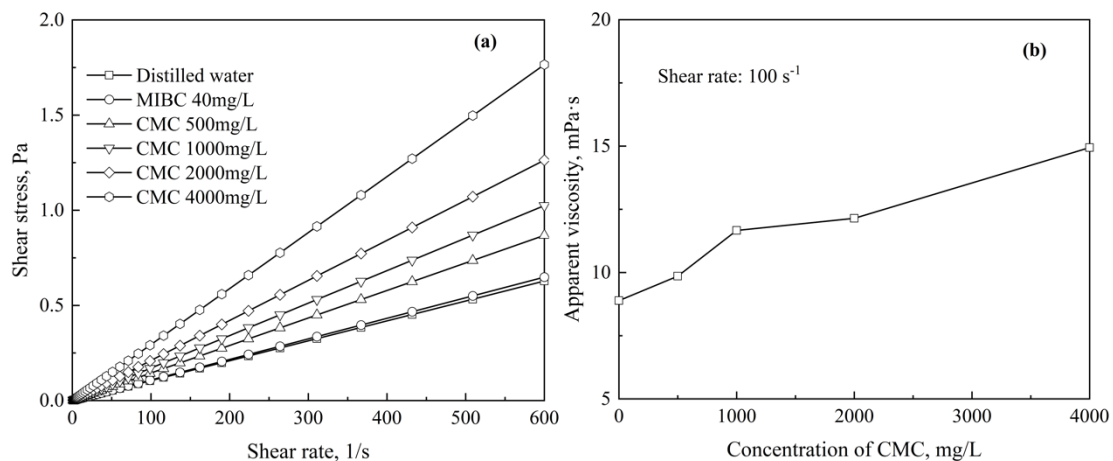 (a)
2.0
1.5
1.0
0.5
0.0
Shear stress, Pa
Distilled water
MIBC 40mg/L
CMC 500mg/L
CMC 1000mg/L
CMC 2000mg/L
CMC 4000mg/L
0 100 200 300 400 500 600
Shear rate, 1/s
(b)
20
15
10
5
Apparent viscosity, mPa·s
Shear rate: 100 s⁻¹
0 1000 2000 3000 4000
Concentration of CMC, mg/L